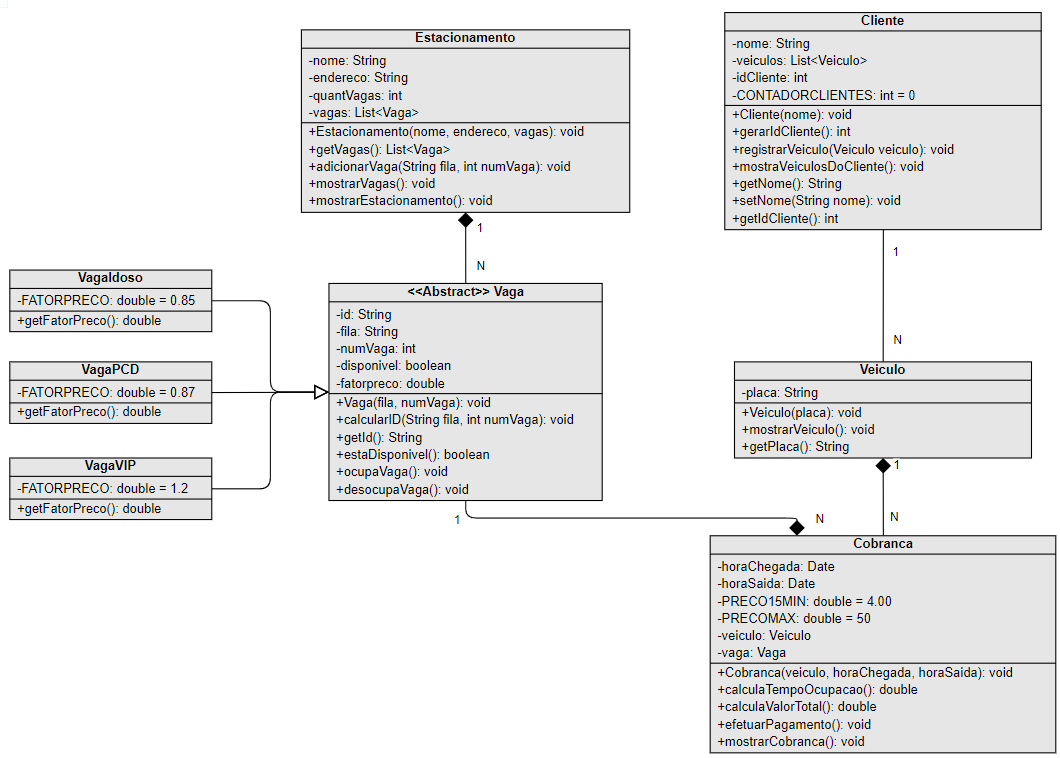 Estacionamento
-nome: String
-endereco: String
-quantVagas: int
-vagas: List<Vaga>
+Estacionamento(nome, endereco, vagas): void
+getVagas(): List<Vaga>
+adicionarVaga(String fila, int numVaga): void
+mostrarVagas(): void
+mostrarEstacionamento(): void
1
N
Cliente
-nome: String
-veiculos: List<Veiculo>
-idCliente: int
-CONTADORCLIENTES: int = 0
+Cliente(nome): void
+gerarIdCliente(): int
+registrarVeiculo(Veiculo veiculo): void
+mostraVeiculosDoCliente(): void
+getNome(): String
+setNome(String nome): void
+getIdCliente(): int
1
N
VagaIdoso
-FATORPRECO: double = 0.85
+getFatorPreco(): double
VagaPCD
-FATORPRECO: double = 0.87
+getFatorPreco(): double
VagaVIP
-FATORPRECO: double = 1.2
+getFatorPreco(): double
<<Abstract>> Vaga
-id: String
-fila: String
-numVaga: int
-disponivel: boolean
-fatorpreco: double
+Vaga(fila, numVaga): void
+calcularID(String fila, int numVaga): void
+getId(): String
+estaDisponivel(): boolean
+ocupaVaga(): void
+desocupaVaga(): void
1
N
Veiculo
-placa: String
+Veiculo(placa): void
+mostrarVeiculo(): void
+getPlaca(): String
1
N
Cobranca
-horaChegada: Date
-horaSaida: Date
-PRECO15MIN: double = 4.00
-PRECOMAX: double = 50
-veiculo: Veiculo
-vaga: Vaga
+Cobranca(veiculo, horaChegada, horaSaida): void
+calculaTempoOcupacao(): double
+calculaValorTotal(): double
+efetuarPagamento(): void
+mostrarCobranca(): void